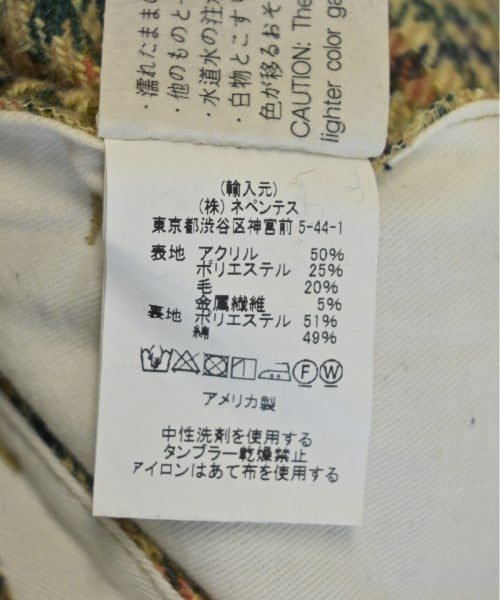 ・濡れたままの
・他のものと一
・水道水の注水
・白物とこすり
色が移るおそ
CAUTION: The
lighter color ga
(輸入元)
(株) ネペンテス
東京都渋谷区神宮前 5-44-1
表地 アクリル 50%
ポリエステル 25%
毛 20%
金属繊維 5%
裏地 ポリエステル 51%
綿 49%
F W
アメリカ製
中性洗剤を使用する
タンブラー乾燥禁止
アイロンはあて布を使用する